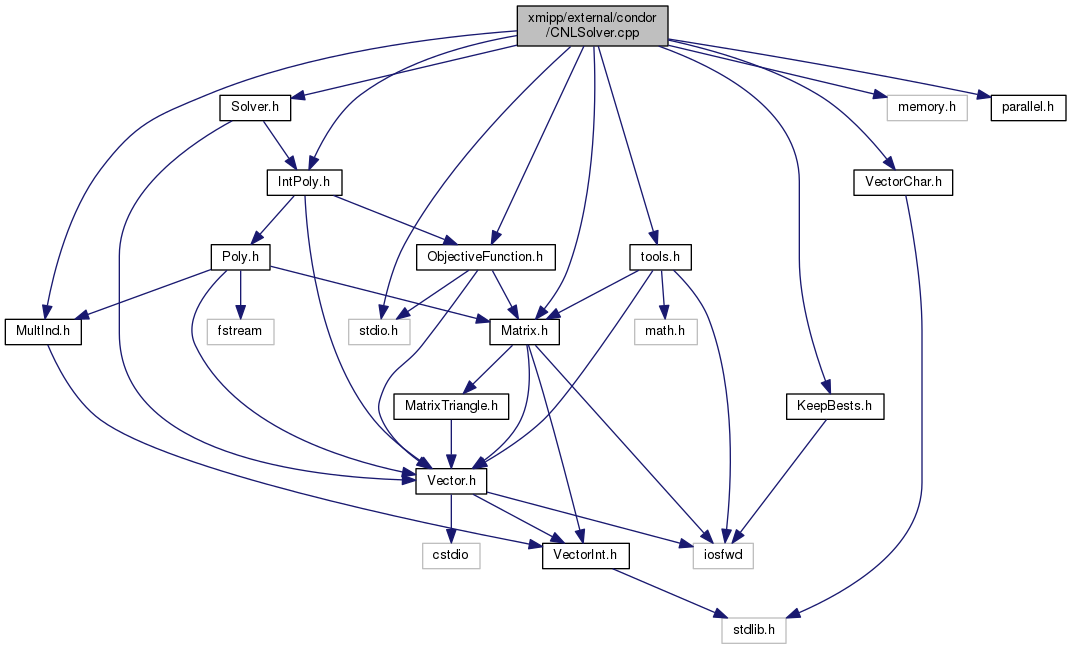 xmipp/external/condor
/CNLSolver.cpp
Solver.h
memory.h
parallel.h
IntPoly.h
VectorChar.h
Poly.h
ObjectiveFunction.h
tools.h
MultInd.h
fstream
stdio.h
Matrix.h
math.h
MatrixTriangle.h
KeepBests.h
Vector.h
cstdio
VectorInt.h
iosfwd
stdlib.h